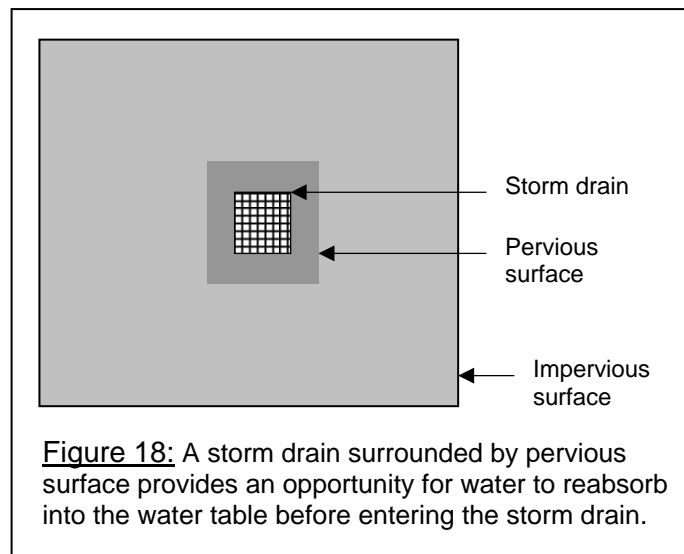 Storm drain
Pervious
surface
Impervious
surface
Figure 18: A storm drain surrounded by pervious
surface provides an opportunity for water to reabsorb
into the water table before entering the storm drain.